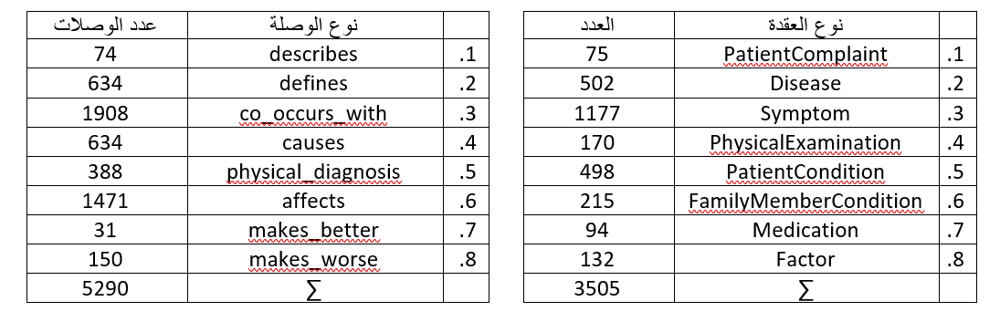 نوع العقدة العدد
1. PatientComplaint 75
2. Disease 502
3. Symptom 1177
4. PhysicalExamination 170
5. PatientCondition 498
6. FamilyMemberCondition 215
7. Medication 94
8. Factor 132
∑ 3505
نوع الوصلة عدد الوصلات
1. describes 74
2. defines 634
3. co_occurs_with 1908
4. causes 634
5. physical_diagnosis 388
6. affects 1471
7. makes_better 31
8. makes_worse 150
∑ 5290